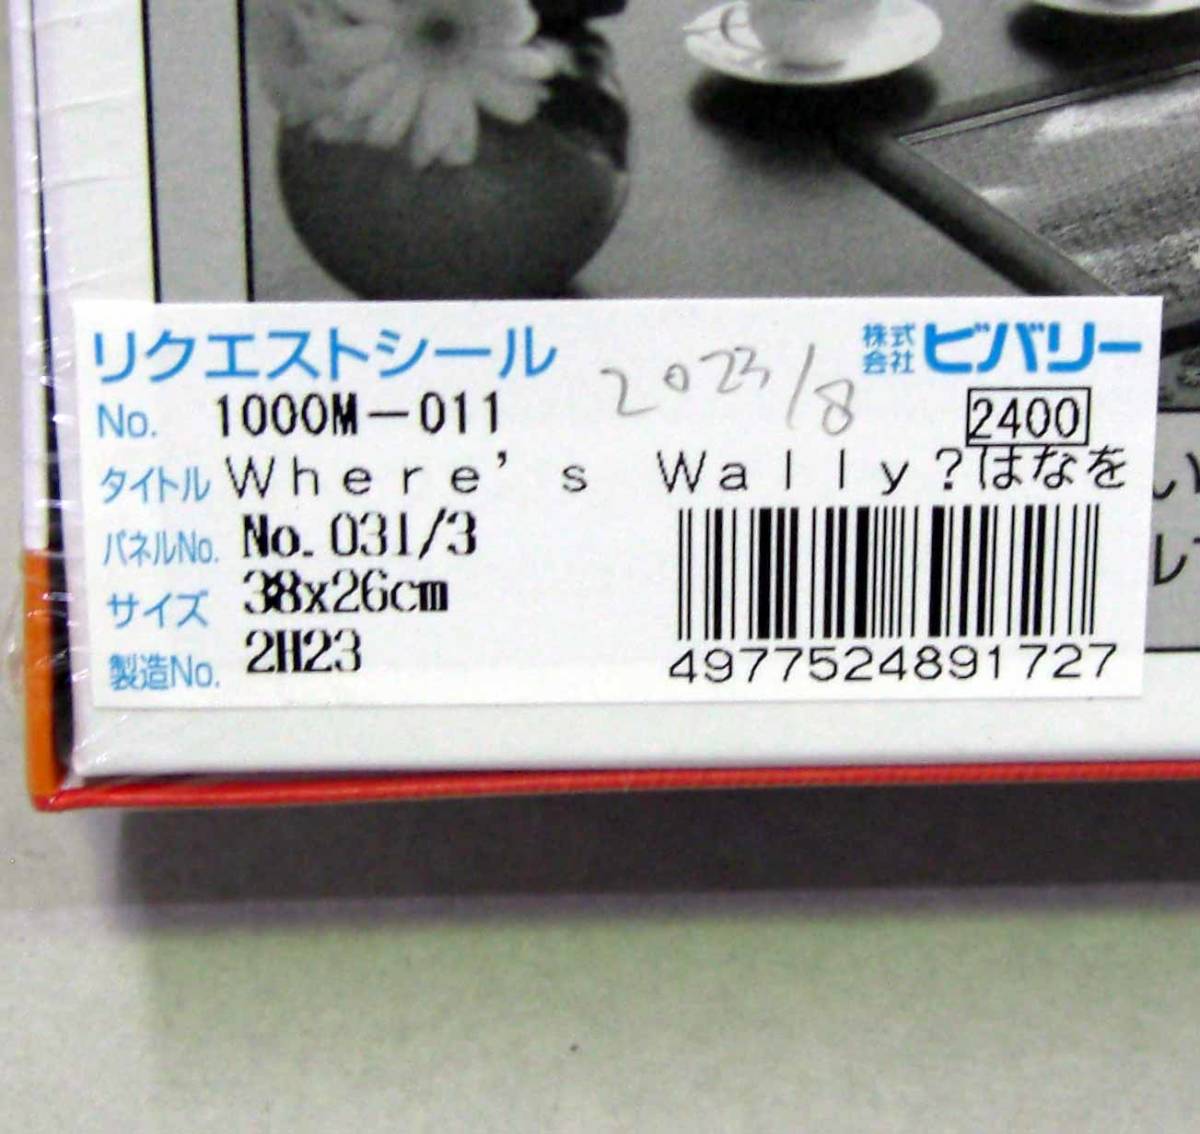 リクエストシール
株式会社 ビバリー
2023/8
No. 1000M-011
2400
タイトル Where's Wally?はなを
パネルNo. No.031/3
サイズ 38x26cm
製造No. 2H23
4977524891727